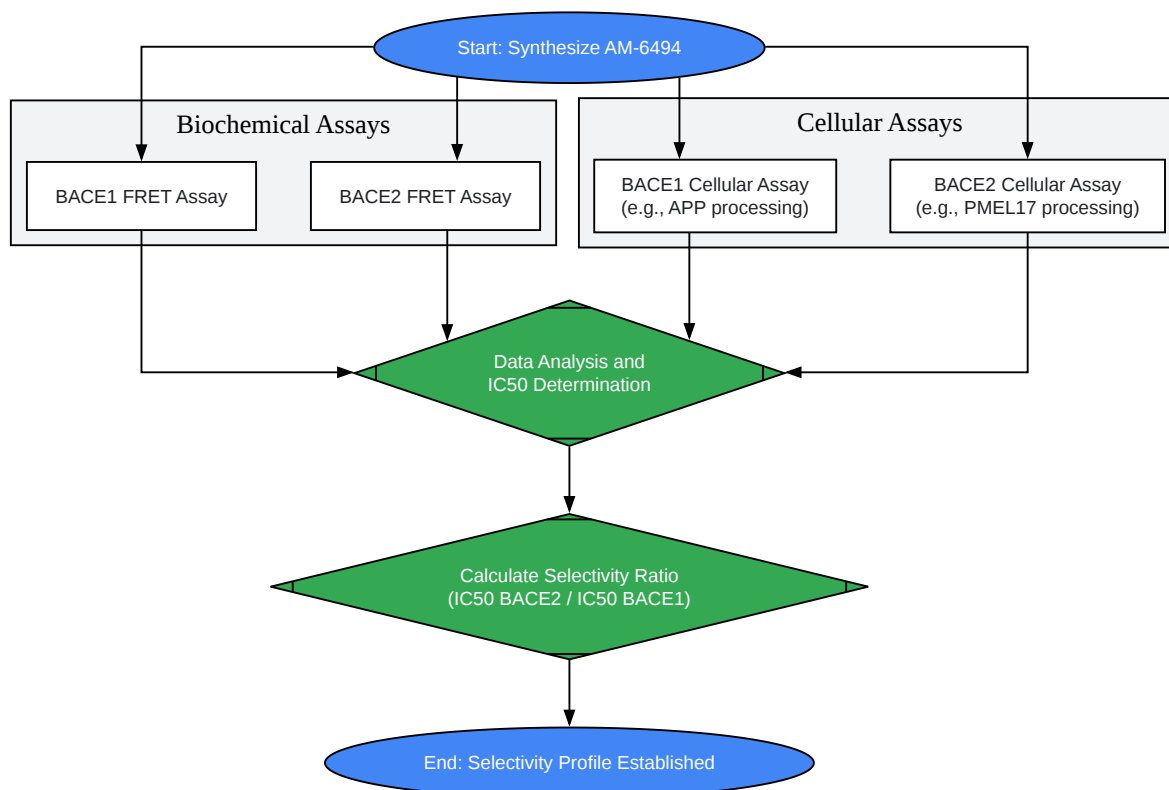 Start: Synthesize AM-6494
Biochemical Assays
Cellular Assays
BACE1 FRET Assay
BACE2 FRET Assay
BACE1 Cellular Assay
(e.g., APP processing)
BACE2 Cellular Assay
(e.g., PMEL17 processing)
Data Analysis and
IC50 Determination
Calculate Selectivity Ratio
(IC50 BACE2 / IC50 BACE1)
End: Selectivity Profile Established